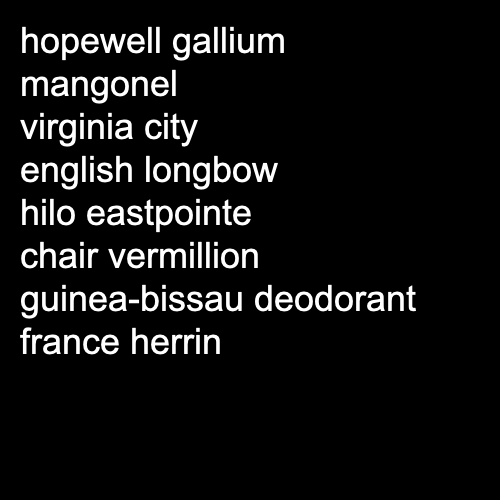 hopewell gallium
mangonel
virginia city
english longbow
hilo eastpointe
chair vermillion
guinea-bissau deodorant
france herrin